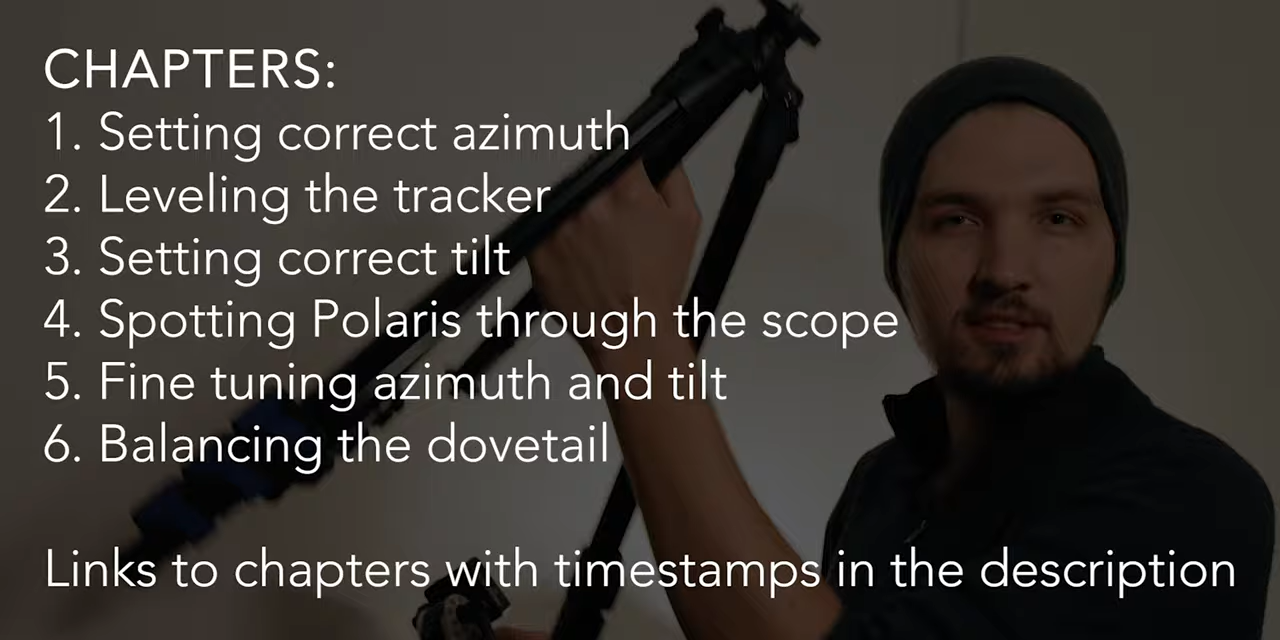 CHAPTERS:
1. Setting correct azimuth
2. Leveling the tracker
3. Setting correct tilt
4. Spotting Polaris through the scope
5. Fine tuning azimuth and tilt
6. Balancing the dovetail
Links to chapters with timestamps in the description